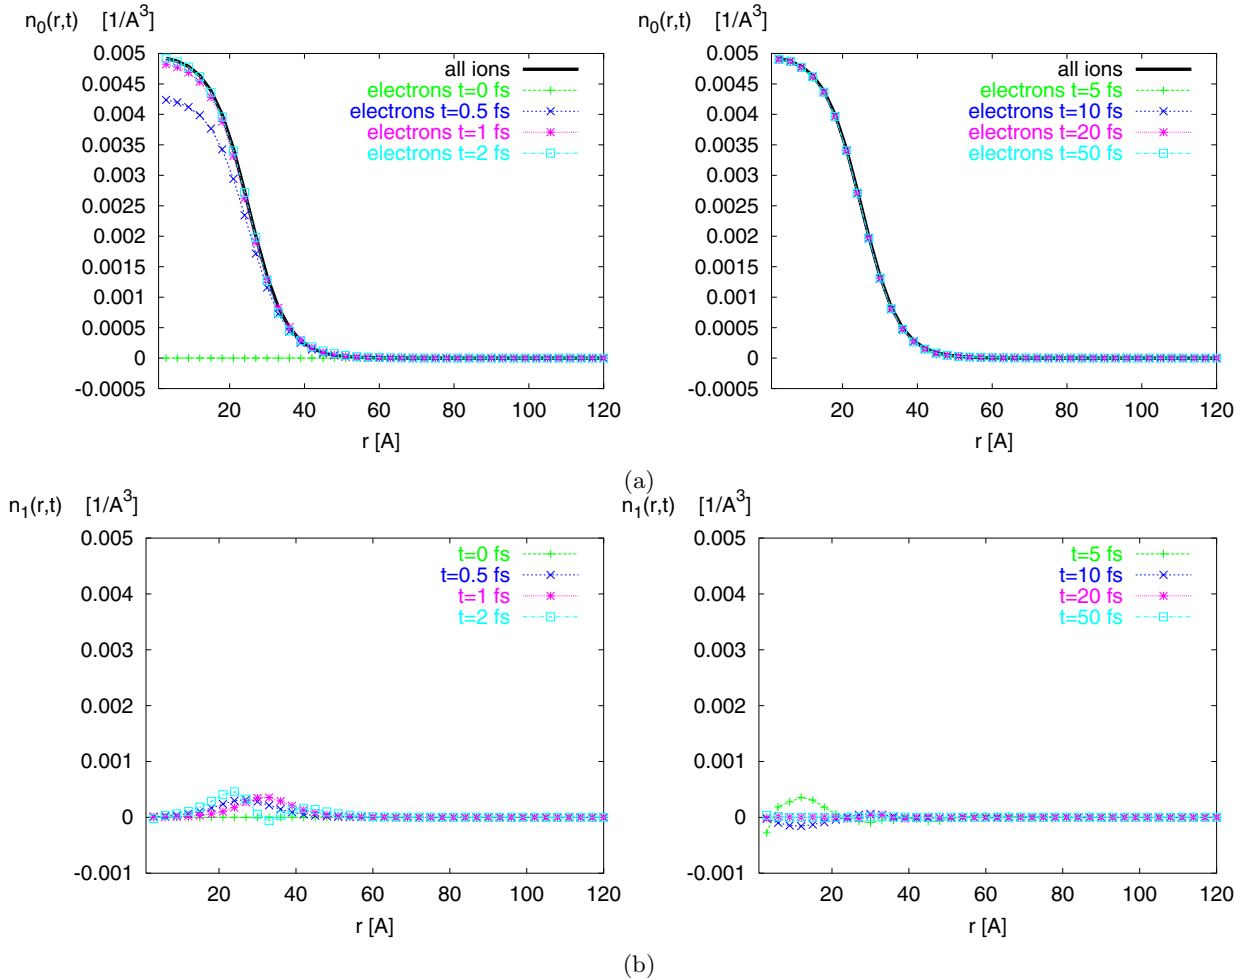 n0(r,t) [1/A^3]
0.005
0.0045
0.004
0.0035
0.003
0.0025
0.002
0.0015
0.001
0.0005
0
-0.0005
all ions
electrons t=0 fs
electrons t=0.5 fs
electrons t=1 fs
electrons t=2 fs
20 40 60 80 100 120
r [A]
n0(r,t) [1/A^3]
0.005
0.0045
0.004
0.0035
0.003
0.0025
0.002
0.0015
0.001
0.0005
0
-0.0005
all ions
electrons t=5 fs
electrons t=10 fs
electrons t=20 fs
electrons t=50 fs
20 40 60 80 100 120
r [A]
(a)
n1(r,t) [1/A^3]
0.005
0.004
0.003
0.002
0.001
0
-0.001
t=0 fs
t=0.5 fs
t=1 fs
t=2 fs
20 40 60 80 100 120
r [A]
n1(r,t) [1/A^3]
0.005
0.004
0.003
0.002
0.001
0
-0.001
t=5 fs
t=10 fs
t=20 fs
t=50 fs
20 40 60 80 100 120
r [A]
(b)